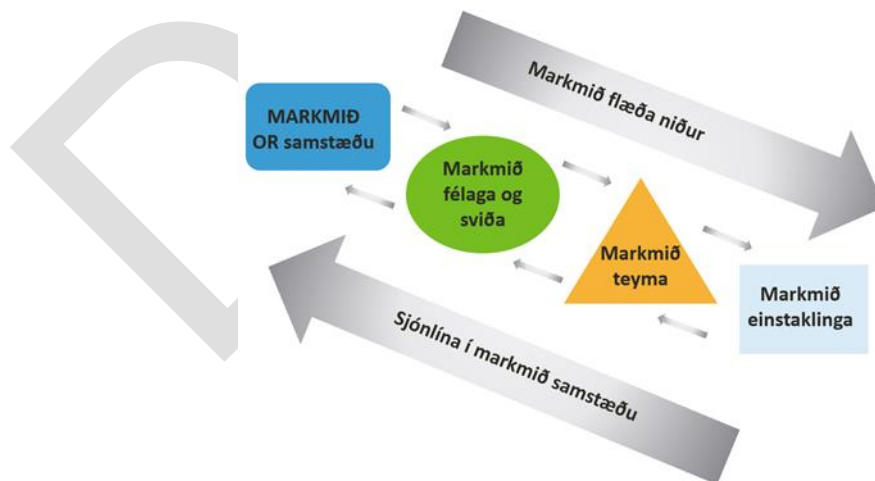 Markmið flæða niður
MARKMIÐ
OR samstæðu
Markmið
félaga og
sviða
Markmið
teyma
Markmið
einstaklinga
Sjónlína í markmið samstæðu